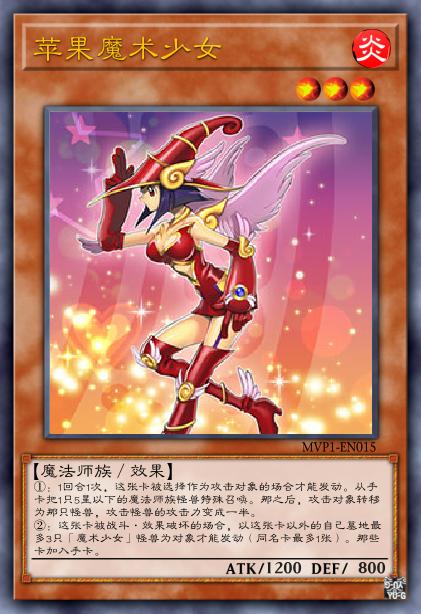 苹果魔术少女
炎
MVP1-EN015
【魔法师族／效果】
①：1回合1次，这张卡被选择作为攻击对象的场合才能发动。从手
卡把1只5星以下的魔法师族怪兽特殊召唤。那之后，攻击对象转移
为那只怪兽，攻击怪兽的攻击力变成一半。
②：这张卡被战斗·效果破坏的场合，以这张卡以外的自己墓地最
多3只「魔术少女」怪兽为对象才能发动（同名卡最多1张）。那些
卡加入手卡。
ATK/1200 DEF/ 800